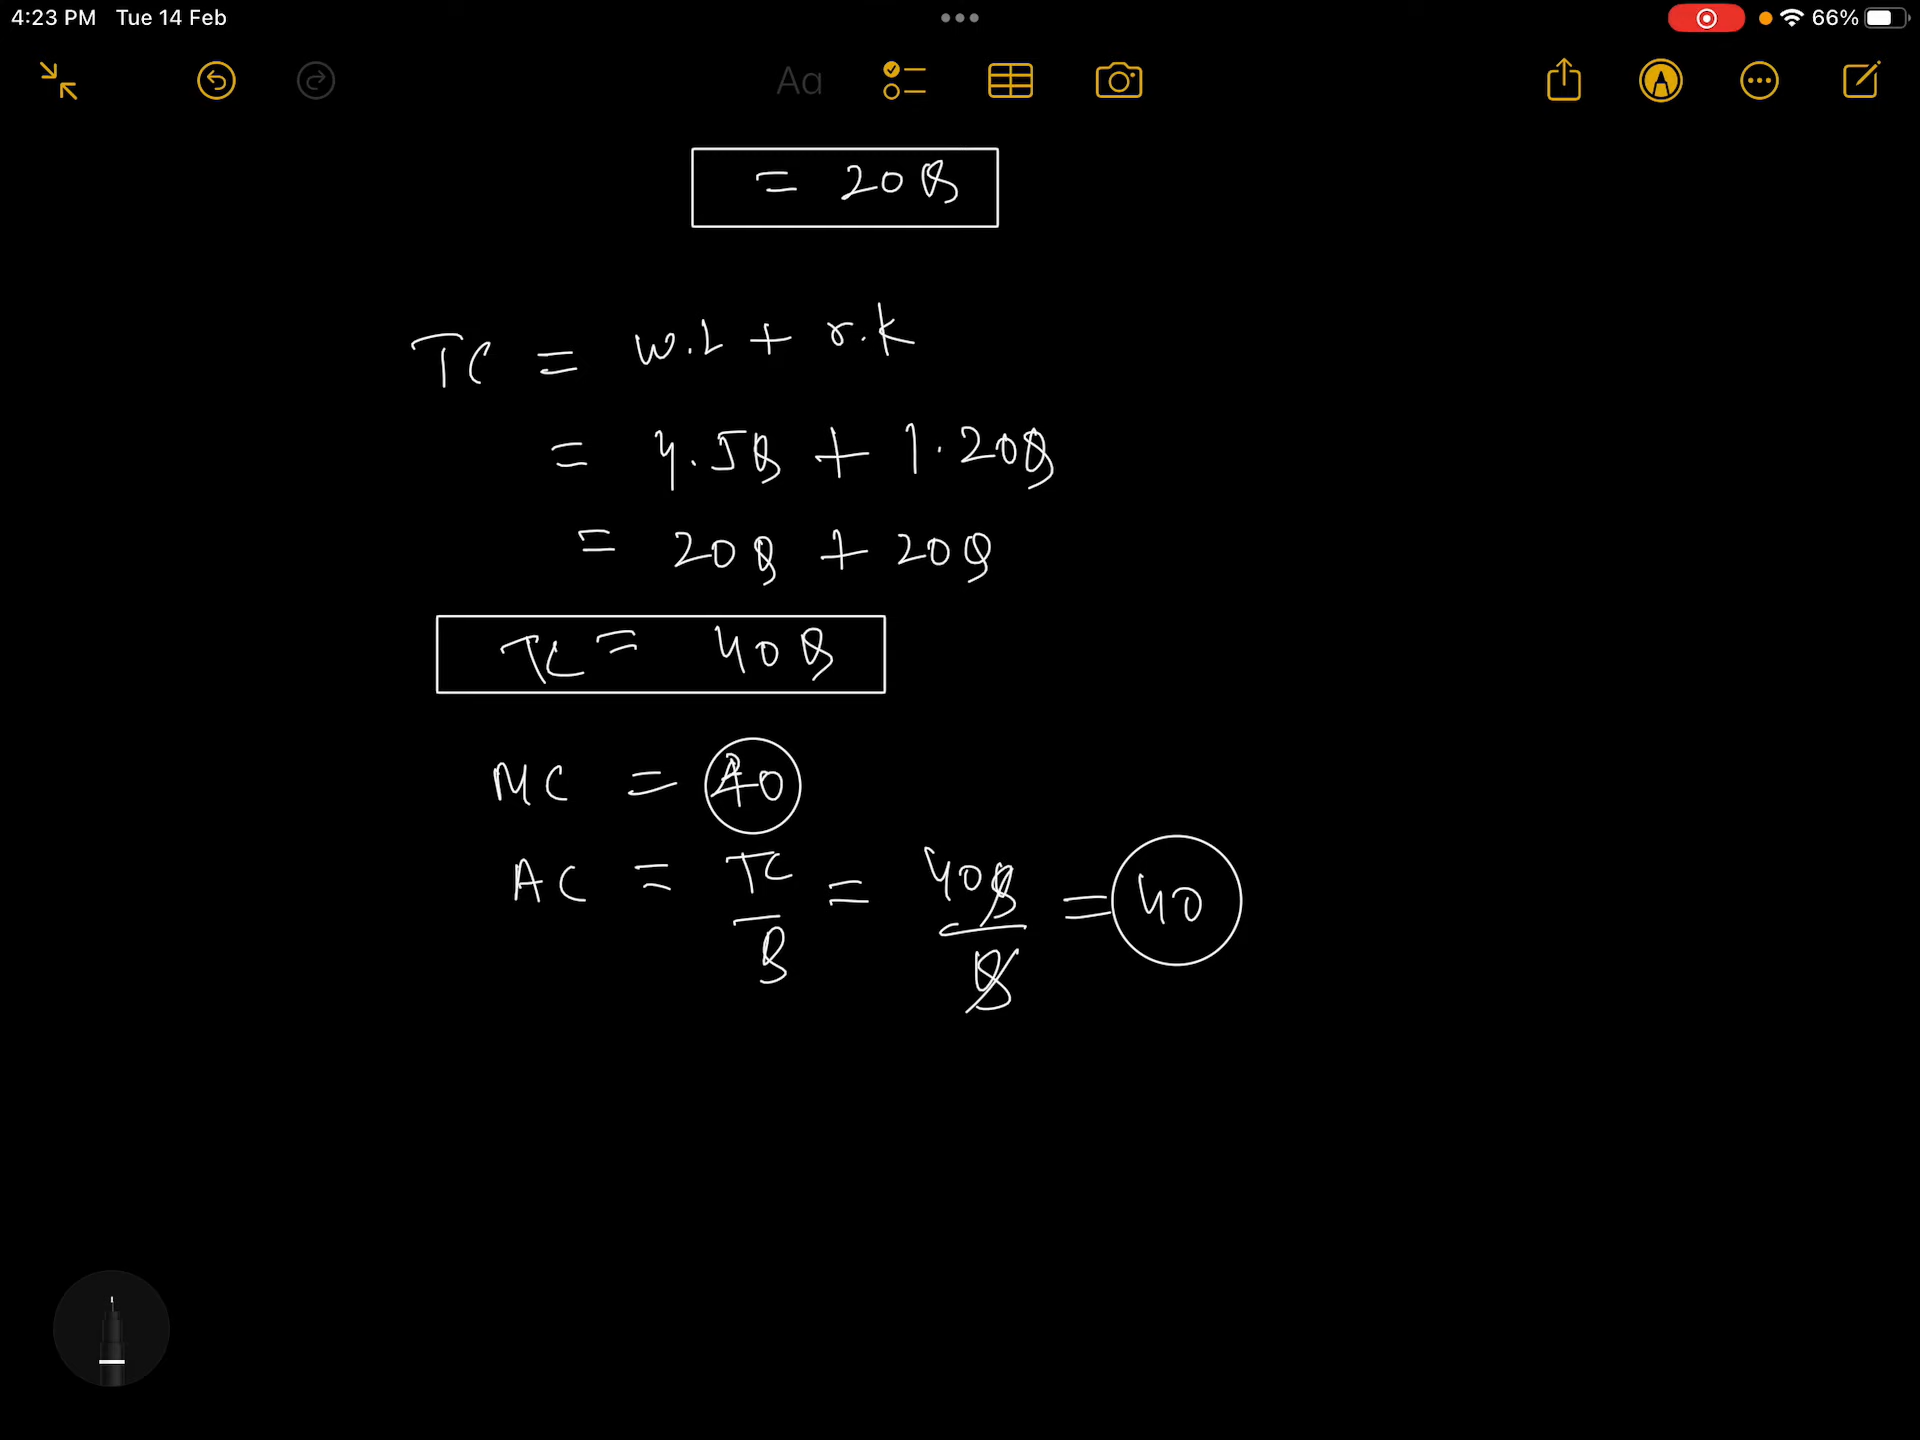 4:23 PM Tue 14 Feb 66%
Aa
= 20Q
TC = w.L + r.k
= 4.5Q + 1.20Q
= 20Q + 20Q
TC = 40Q
MC = 40
AC = TC/Q = 40Q/Q = 40